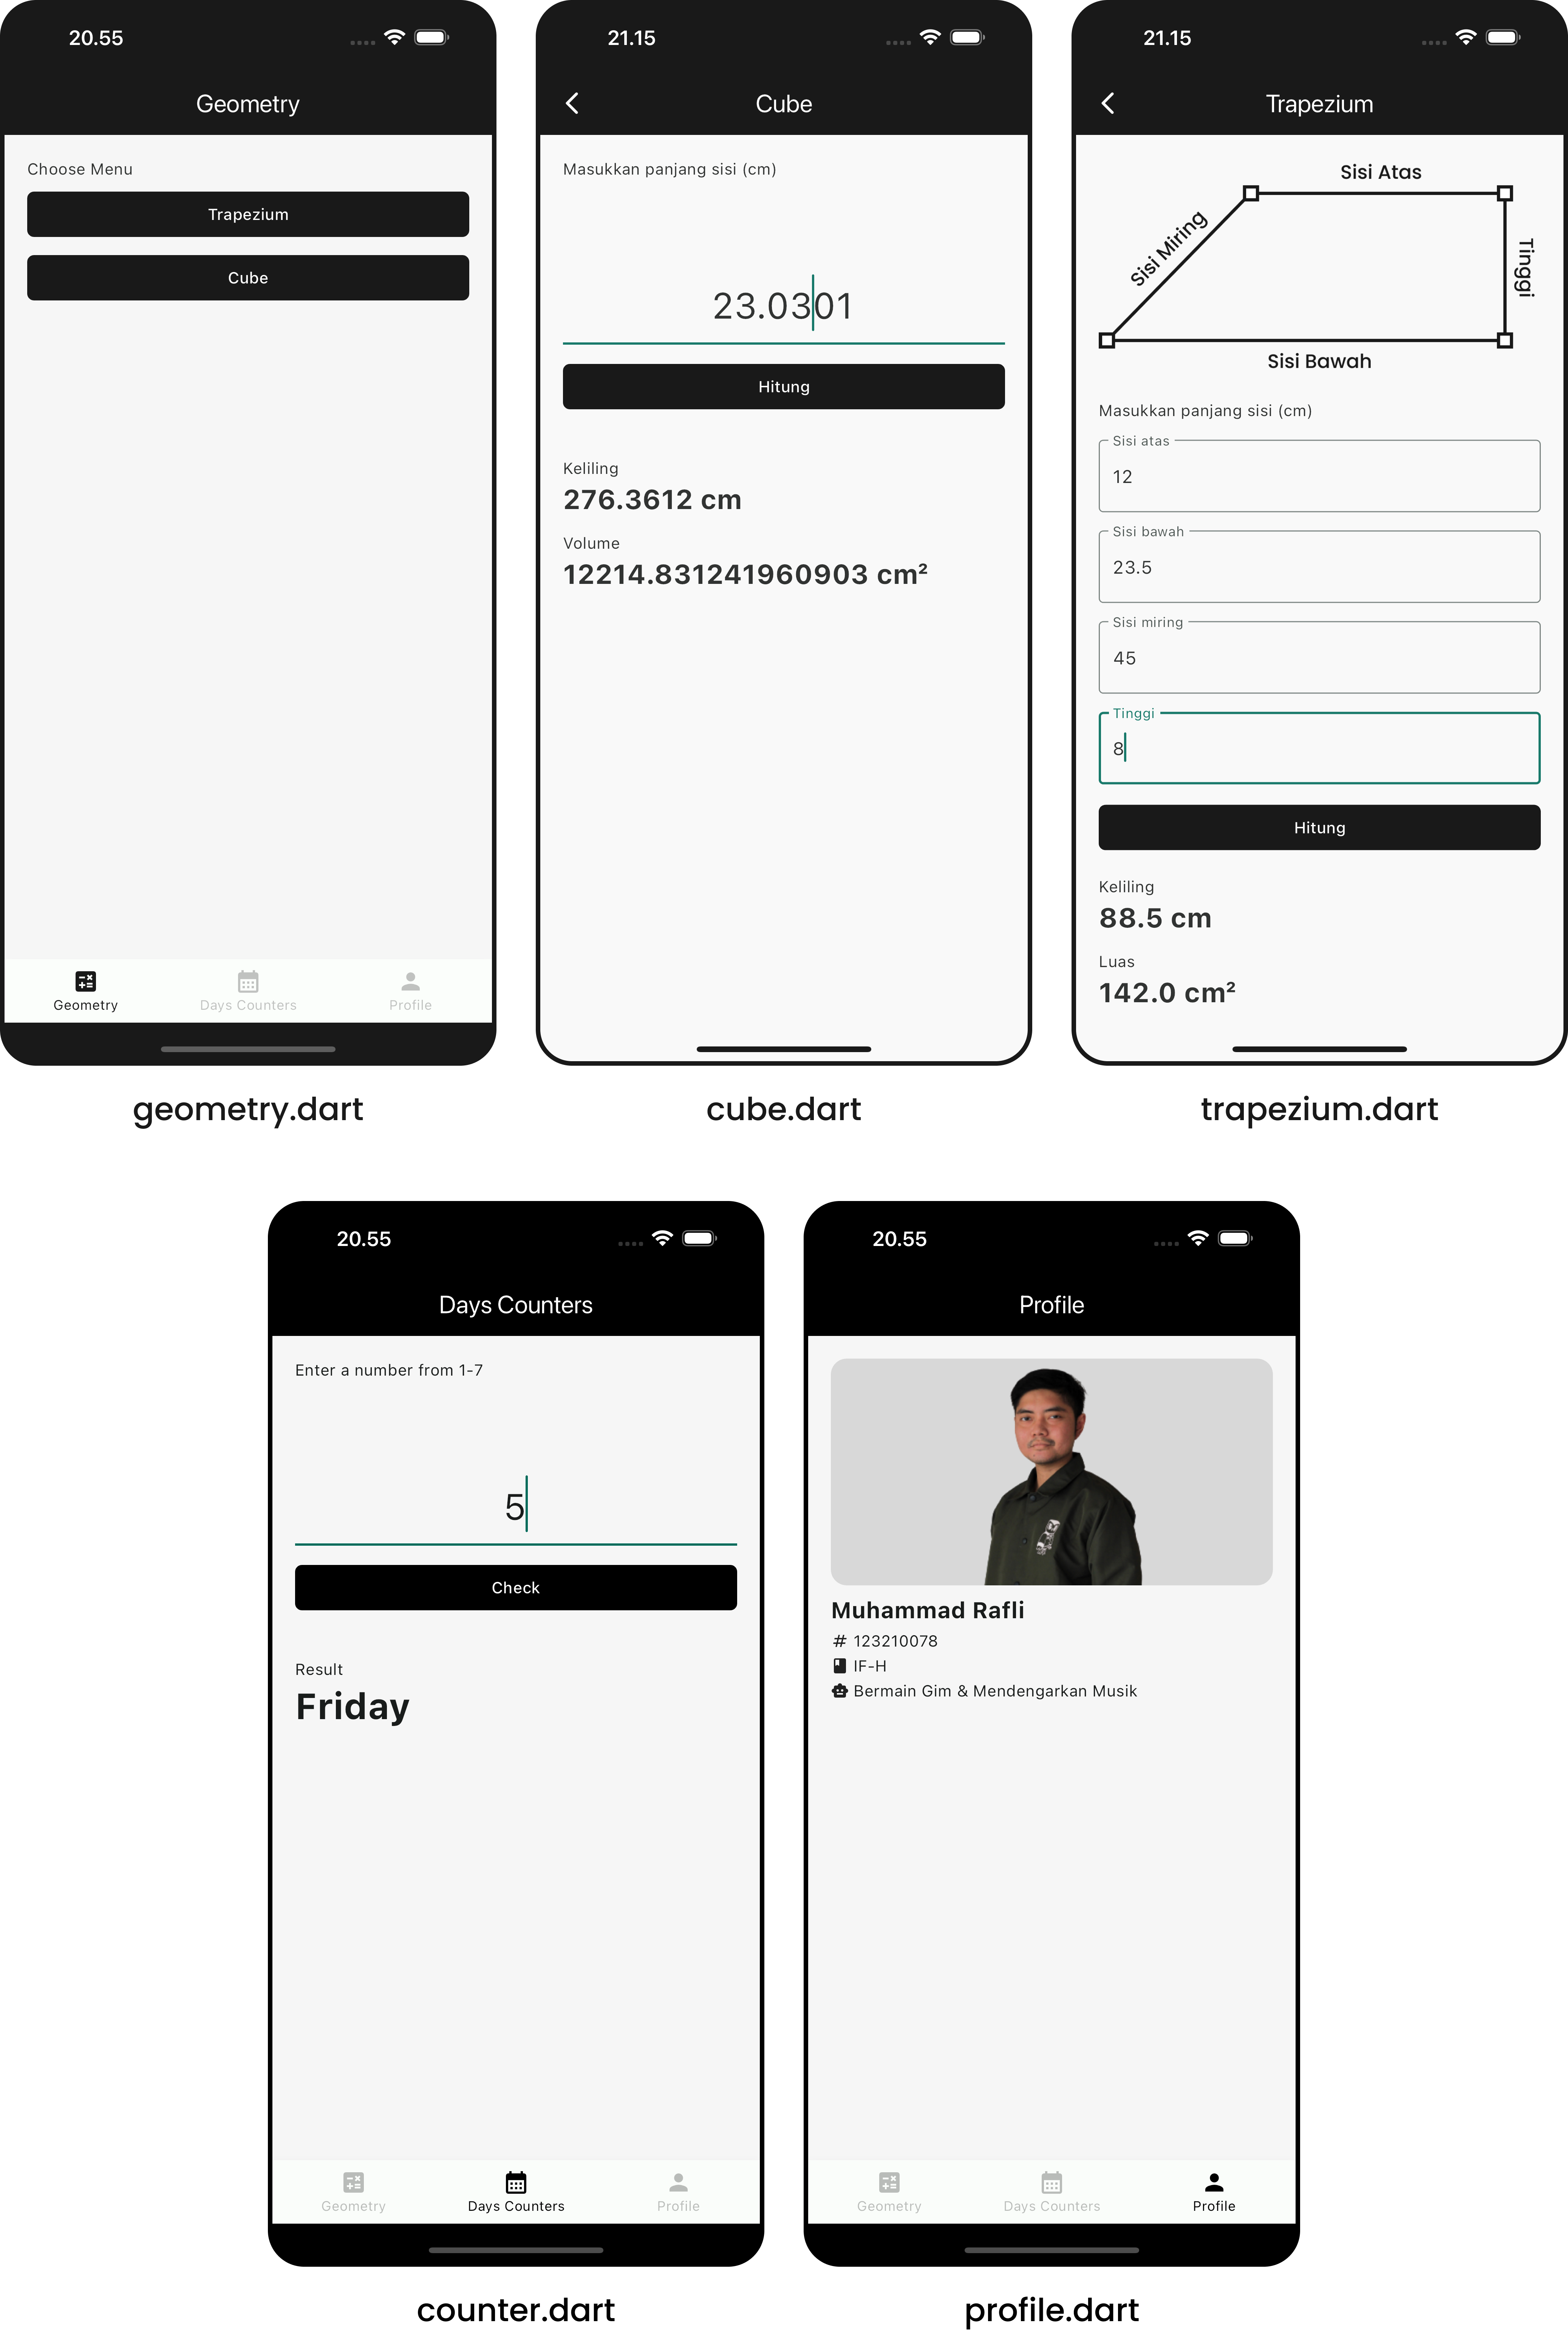 20.55
Geometry
Choose Menu
Trapezium
Cube
Geometry
Days Counters
Profile
geometry.dart
21.15
Cube
Masukkan panjang sisi (cm)
23.0301
Hitung
Keliling
276.3612 cm
Volume
12214.831241960903 cm²
cube.dart
21.15
Trapezium
Sisi Atas
Sisi Miring
Tinggi
Sisi Bawah
Masukkan panjang sisi (cm)
Sisi atas
12
Sisi bawah
23.5
Sisi miring
45
Tinggi
8
Hitung
Keliling
88.5 cm
Luas
142.0 cm²
trapezium.dart
20.55
Days Counters
Enter a number from 1-7
5
Check
Result
Friday
Geometry
Days Counters
Profile
counter.dart
20.55
Profile
Muhammad Rafli
# 123210078
IF-H
Bermain Gim & Mendengarkan Musik
Geometry
Days Counters
Profile
profile.dart